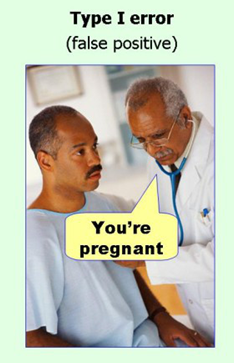 Type I error
(false positive)
You're
pregnant